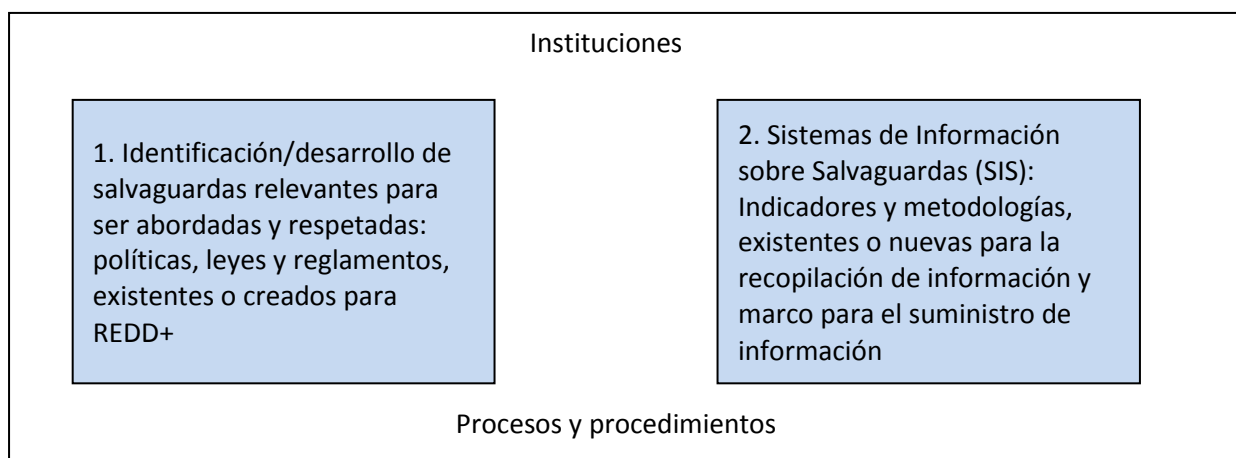 Instituciones
1. Identificación/desarrollo de
salvaguardas relevantes para
ser abordadas y respetadas:
políticas, leyes y reglamentos,
existentes o creados para
REDD+
2. Sistemas de Información
sobre Salvaguardas (SIS):
Indicadores y metodologías,
existentes o nuevas para la
recopilación de información y
marco para el suministro de
información
Procesos y procedimientos